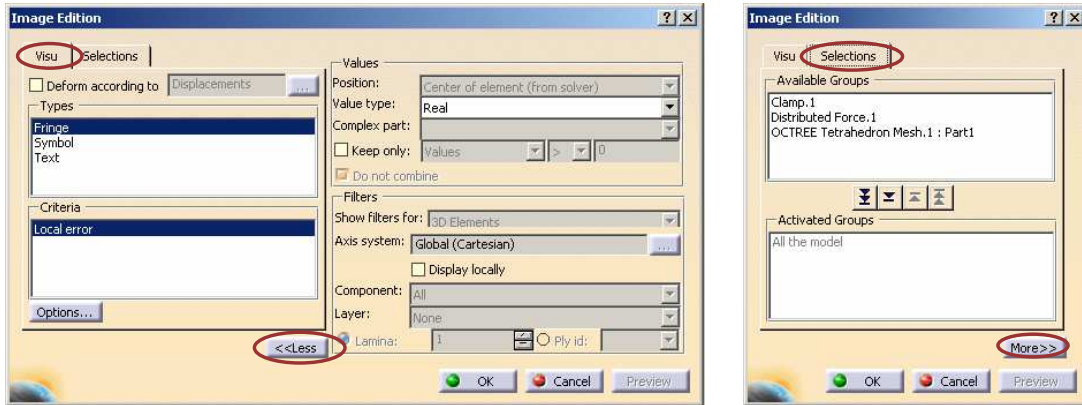 Image Edition
Visu
Selections
Deform according to
Displacements
...
Types
Fringe
Symbol
Text
Criteria
Local error
Options...
<<Less
Values
Position:
Center of element (from solver)
Value type:
Real
Complex part:
Keep only:
Values
>
0
Do not combine
Filters
Show filters for:
3D Elements
Axis system:
Global (Cartesian)
...
Display locally
Component:
All
Layer:
None
Lamina:
1
Ply id:
OK
Cancel
Preview
Image Edition
Visu
Selections
Available Groups
Clamp.1
Distributed Force.1
OCTREE Tetrahedron Mesh.1 : Part1
Activated Groups
All the model
More>>
OK
Cancel
Preview